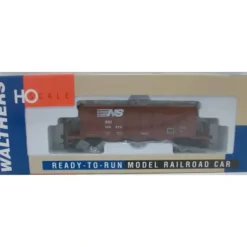 WALTHERS
HO SCALE
NS
READY-TO-RUN MODEL RAILROAD CAR